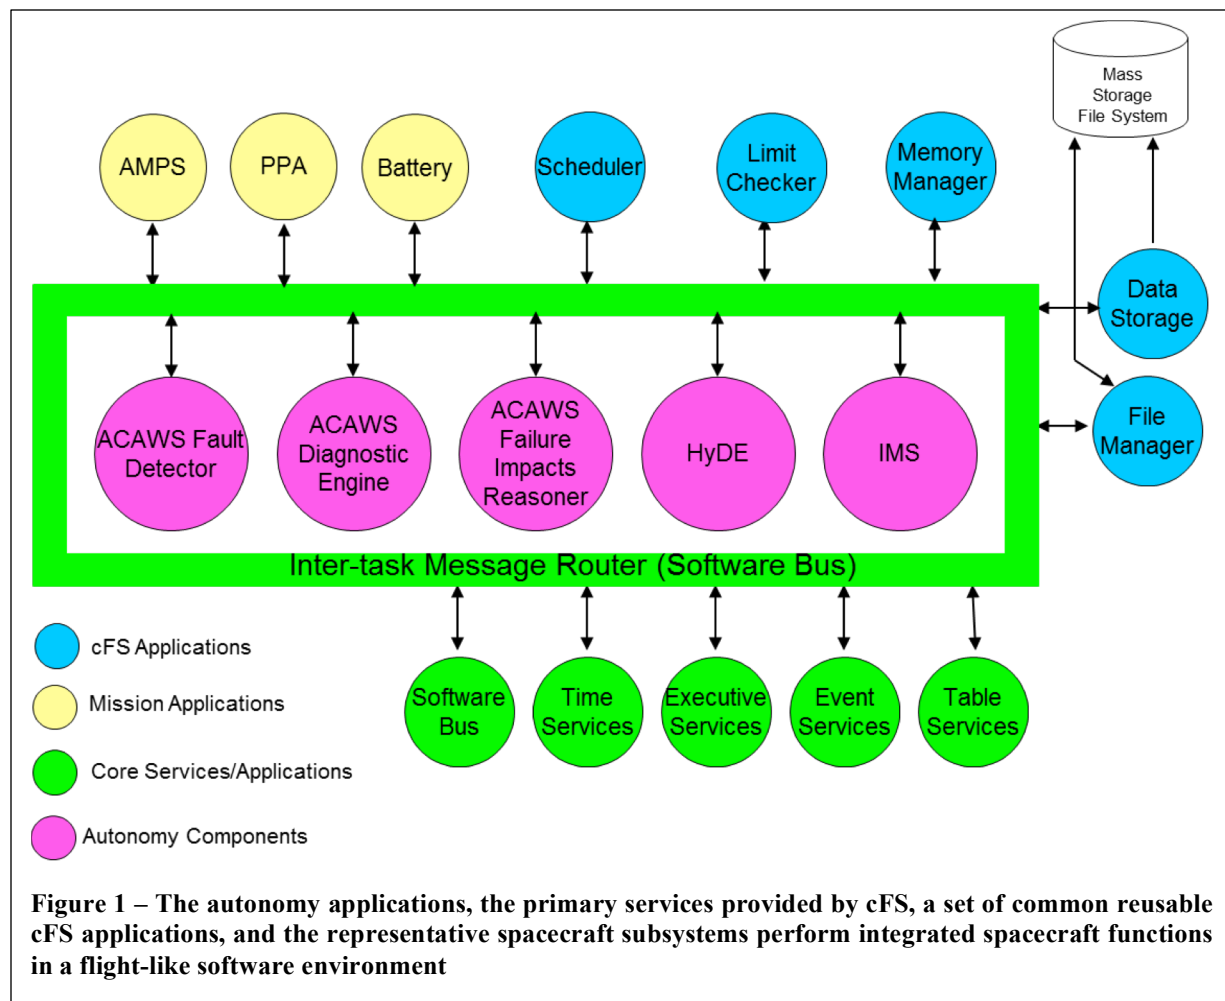 Mass
Storage
File System
AMPS
PPA
Battery
Scheduler
Limit
Checker
Memory
Manager
Data
Storage
ACAWS Fault
Detector
ACAWS
Diagnostic
Engine
ACAWS
Failure
Impacts
Reasoner
HyDE
IMS
File
Manager
Inter-task Message Router (Software Bus)
Software
Bus
Time
Services
Executive
Services
Event
Services
Table
Services
cFS Applications
Mission Applications
Core Services/Applications
Autonomy Components
Figure 1 – The autonomy applications, the primary services provided by cFS, a set of common reusable
cFS applications, and the representative spacecraft subsystems perform integrated spacecraft functions
in a flight-like software environment